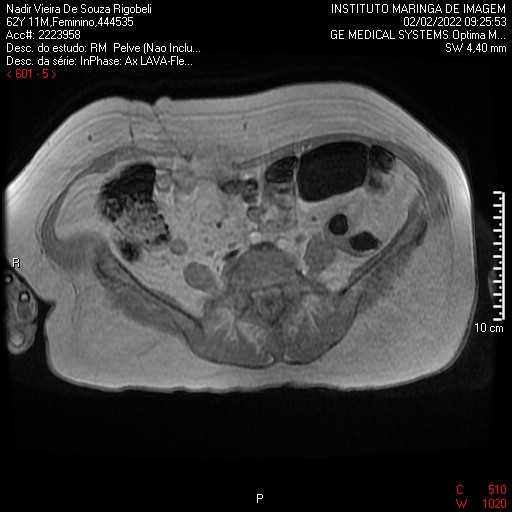 Nadir Vieira De Souza Rigobeli
62Y 11M,Feminino,444535
Acc#: 2223958
Desc. do estudo: RM Pelve (Nao Inclu...
Desc. da série: InPhase: Ax LAVA-Fle...
< 601 - 5 >
INSTITUTO MARINGA DE IMAGEM
02/02/2022 09:25:53
GE MEDICAL SYSTEMS Optima M...
SW 4,40 mm
R
10 cm
P
C 510
W 1020